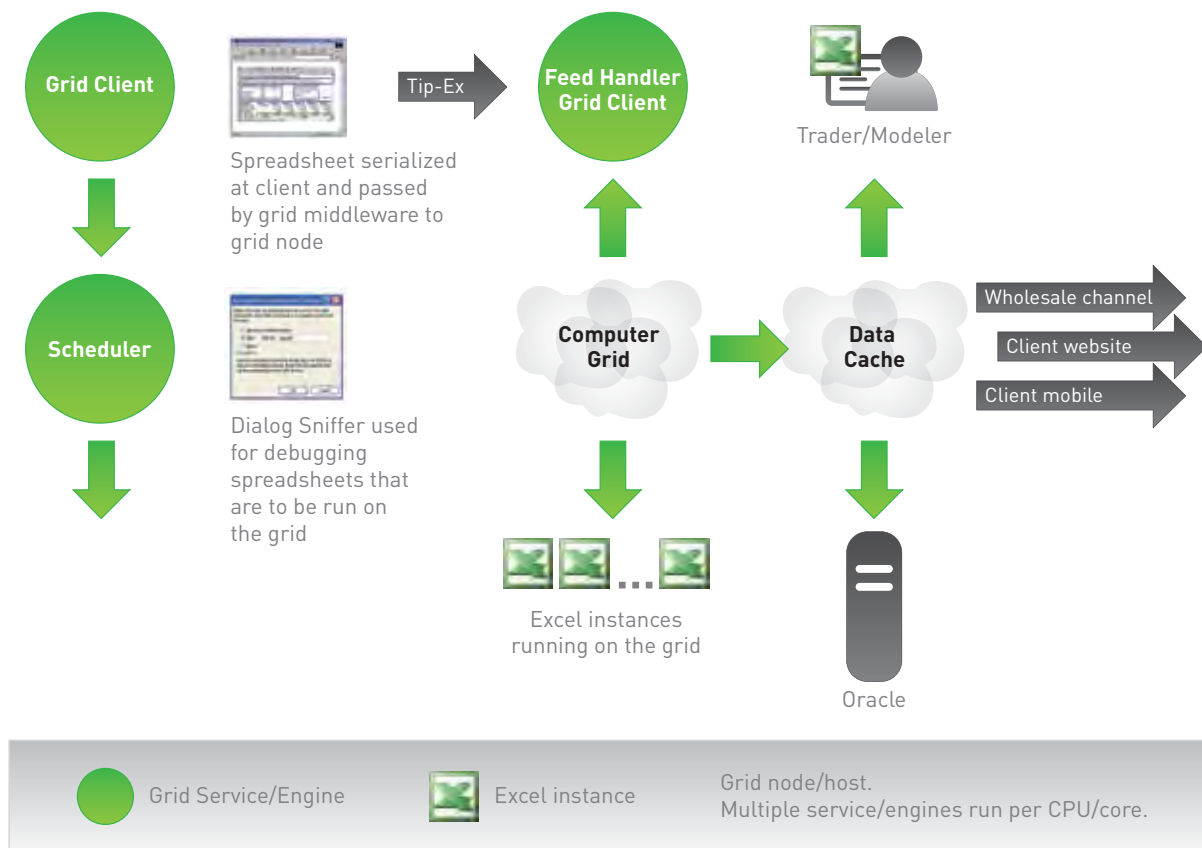 Grid Client
Tip-Ex
Feed Handler
Grid Client
Trader/Modeler
Spreadsheet serialized
at client and passed
by grid middleware to
grid node
Scheduler
Computer
Grid
Data
Cache
Wholesale channel
Client website
Client mobile
Dialog Sniffer used
for debugging
spreadsheets that
are to be run on
the grid
...
Excel instances
running on the grid
Oracle
Grid Service/Engine
Excel instance
Grid node/host.
Multiple service/engines run per CPU/core.